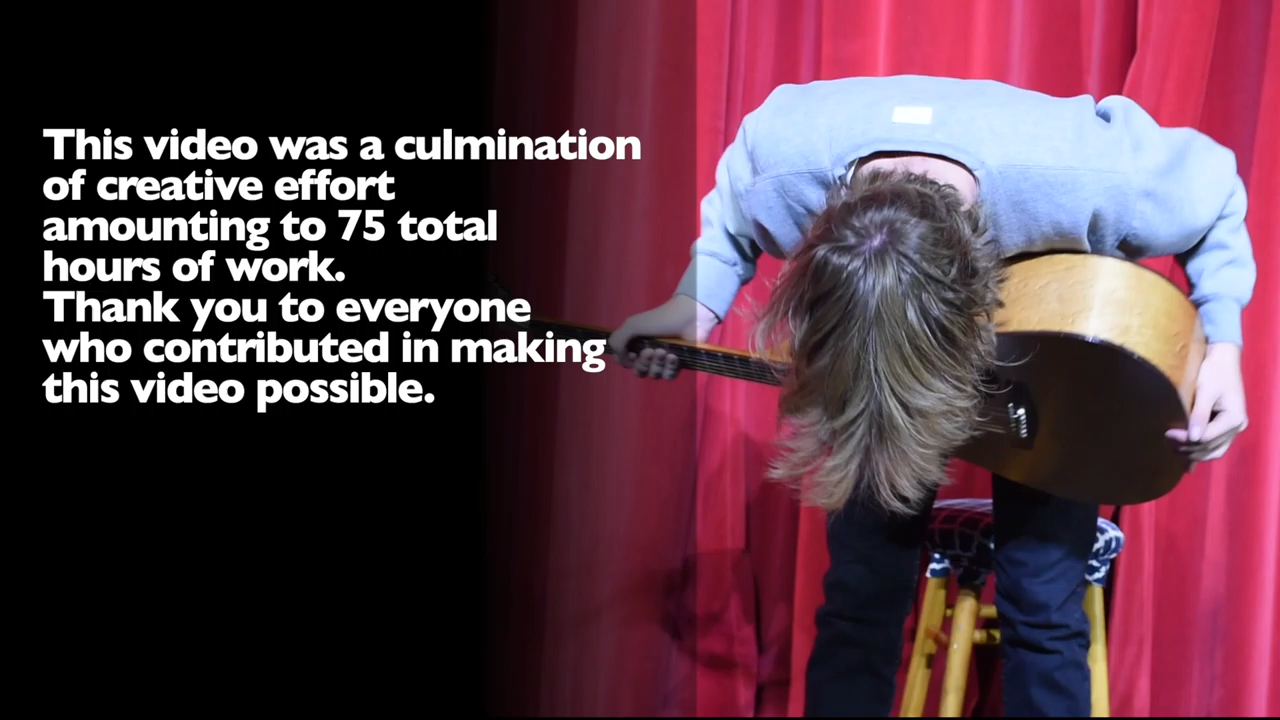 This video was a culmination
of creative effort
amounting to 75 total
hours of work.
Thank you to everyone
who contributed in making
this video possible.